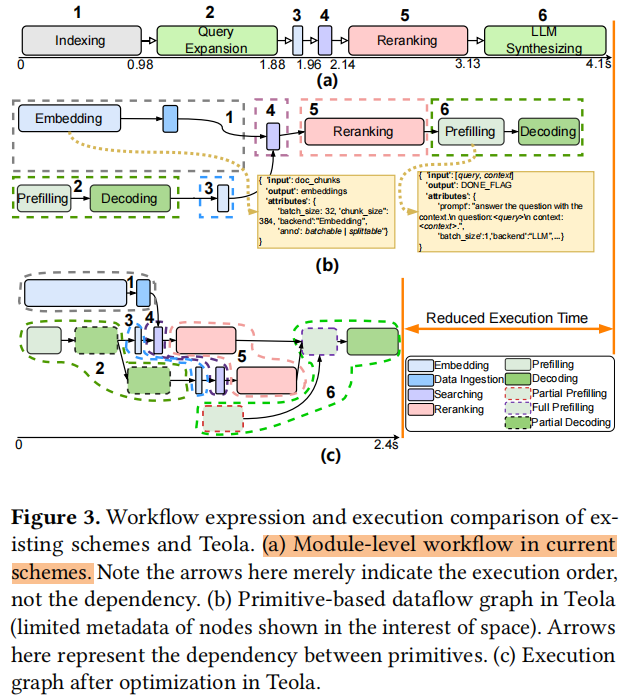 1 2 3 4 5 6
Indexing Query Expansion Reranking LLM Synthesizing
0 0.98 1.88 1.96 2.14 3.13 4.1s
(a)
1 4 5 6
Embedding
Reranking Prefilling Decoding
2 3
Prefilling Decoding
{ 'input': doc_chunks
'output': embeddings
'attributes': {
'batch_size': 32, 'chunk_size":
384, 'backend':"Embedding",
'anno': batchable | splittable"}
}
{ 'input': [query, context]
'output': DONE_FLAG
'attributes': {
'prompt': "answer the question with the
context.\n question:<query>\n context:
<context>.",
'batch_size':1,'backend':"LLM",...}
}
(b)
1
3 4
2
5
6
Reduced Execution Time
Embedding
Data Ingestion
Searching
Reranking
Prefilling
Decoding
Partial Prefilling
Full Prefilling
Partial Decoding
0 2.4s
(c)
Figure 3. Workflow expression and execution comparison of ex-
isting schemes and Teola. (a) Module-level workflow in current
schemes. Note the arrows here merely indicate the execution order,
not the dependency. (b) Primitive-based dataflow graph in Teola
(limited metadata of nodes shown in the interest of space). Arrows
here represent the dependency between primitives. (c) Execution
graph after optimization in Teola.